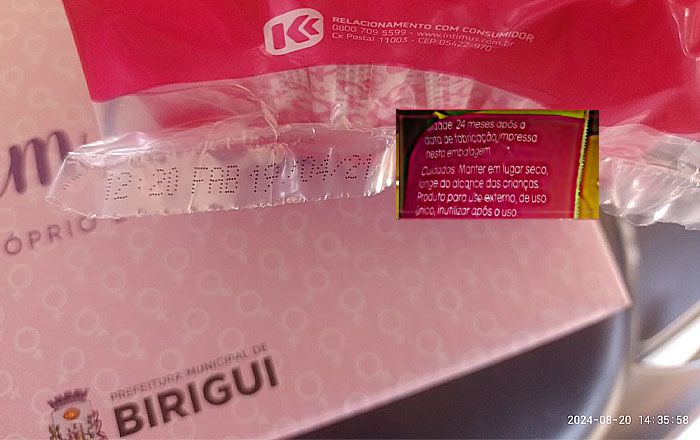 K
RELACIONAMENTO COM CONSUMIDOR
0800 709 5599 - www.intimus.com.br
Cx Postal 11003 - CEP 05422-970
12:20 FAB 19/04/21
24 meses após a
data de fabricação, impressa
nesta embalagem.
Cuidados: Manter em lugar seco,
longe do alcance das crianças.
Produto para uso externo, de uso
único, inutilizar após o uso.
PREFEITURA MUNICIPAL DE
BIRIGUI
2024-08-20 14:35:58